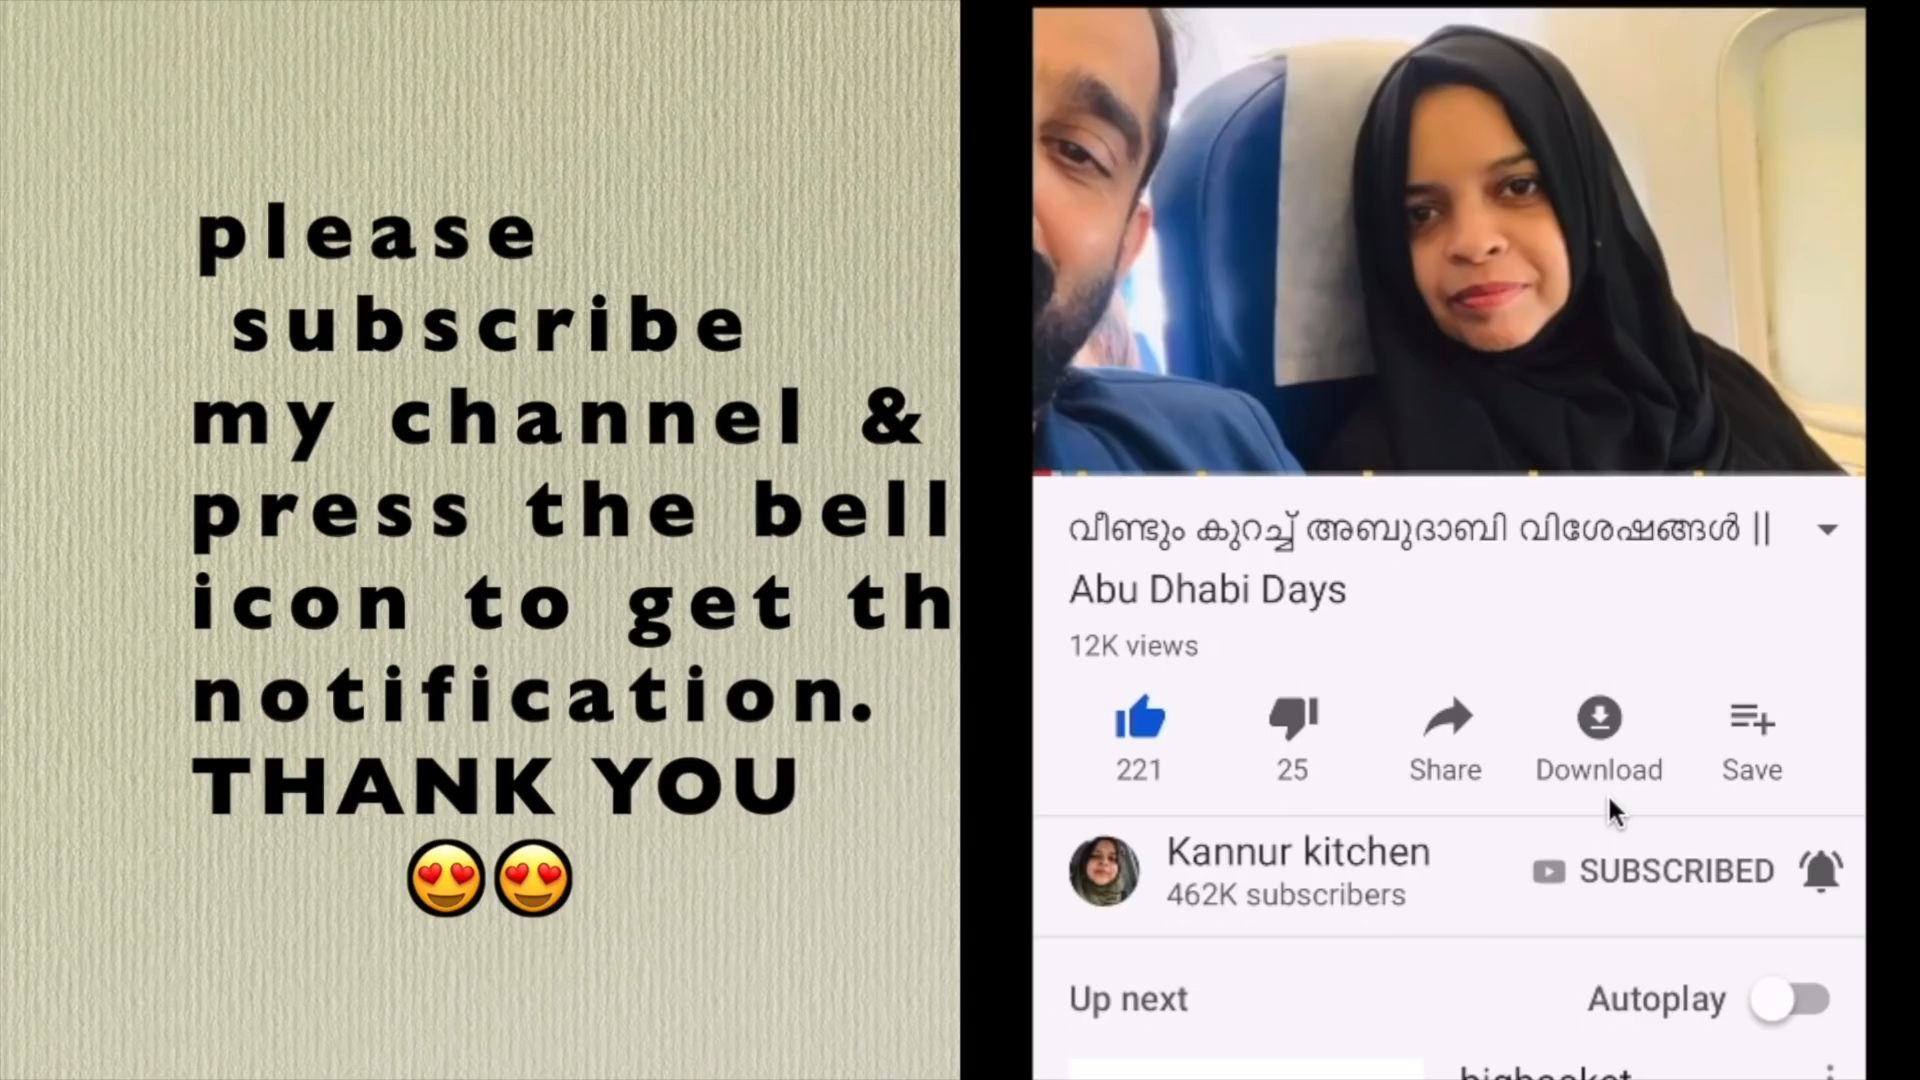 please
subscribe
my channel &
press the bell
icon to get th
notification.
THANK YOU
😍😍
വീണ്ടും കുറച്ച് അബുദാബി വിശേഷങ്ങൾ ||
Abu Dhabi Days
12K views
221
25
Share
Download
Save
Kannur kitchen
462K subscribers
SUBSCRIBED
Up next
Autoplay
bigbasket